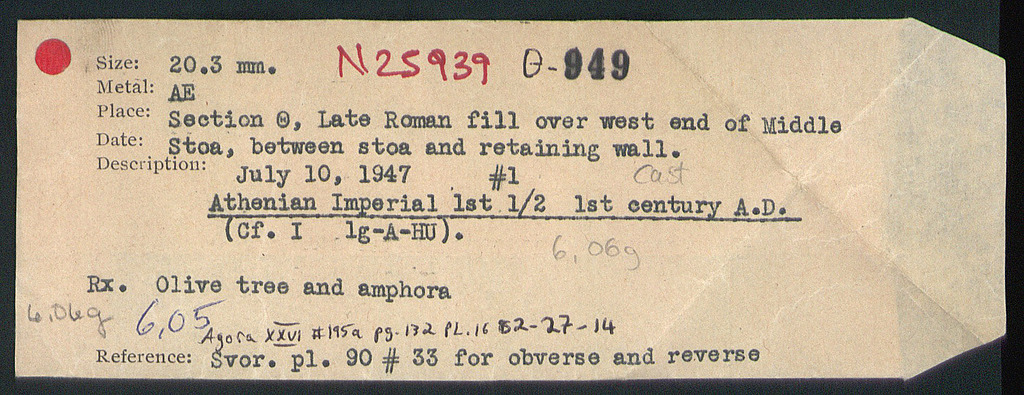 Size: 20.3 mm. N25939 Θ-949
Metal: AE
Place: Section Θ, Late Roman fill over west end of Middle
Date: Stoa, between stoa and retaining wall.
Description: July 10, 1947 #1 Cast
Athenian Imperial 1st 1/2 1st century A.D.
(Cf. I lg-A-HU).
6,06g
Rx. Olive tree and amphora
6,06g 6,05 Agora XXVI #195a pg. 132 PL. 16 82-27-14
Reference: Svor. pl. 90 # 33 for obverse and reverse